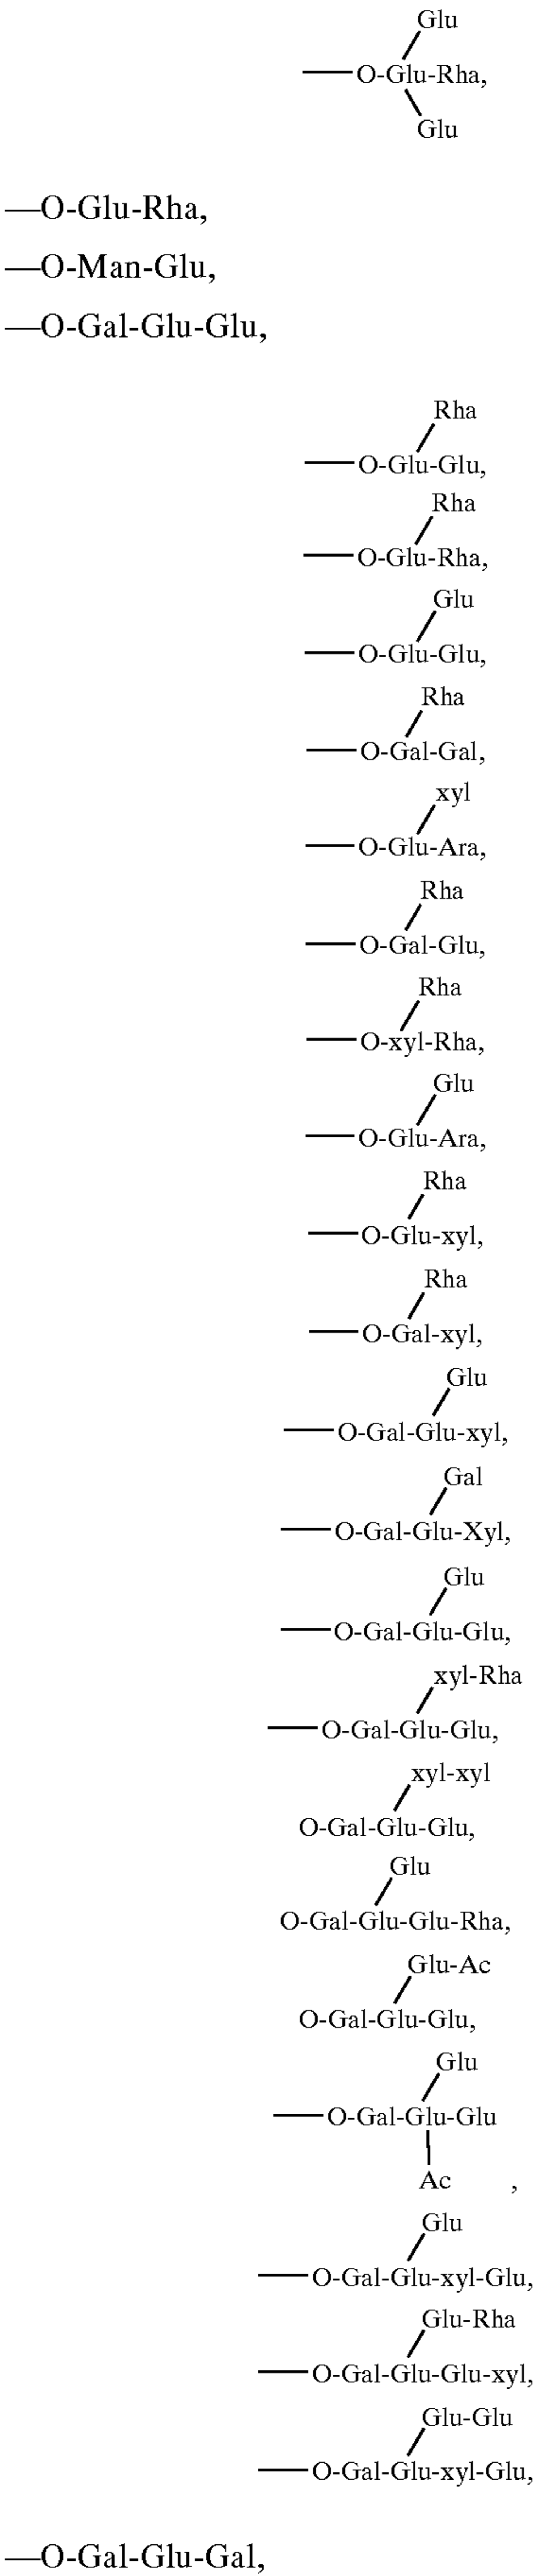 Glu
—O-Glu-Rha,
Glu
—O-Glu-Rha,
—O-Man-Glu,
—O-Gal-Glu-Glu,
Rha
—O-Glu-Glu,
Rha
—O-Glu-Rha,
Glu
—O-Glu-Glu,
Rha
—O-Gal-Gal,
xyl
—O-Glu-Ara,
Rha
—O-Gal-Glu,
Rha
—O-xyl-Rha,
Glu
—O-Glu-Ara,
Rha
—O-Glu-xyl,
Rha
—O-Gal-xyl,
Glu
—O-Gal-Glu-xyl,
Gal
—O-Gal-Glu-Xyl,
Glu
—O-Gal-Glu-Glu,
xyl-Rha
—O-Gal-Glu-Glu,
xyl-xyl
O-Gal-Glu-Glu,
Glu
O-Gal-Glu-Glu-Rha,
Glu-Ac
O-Gal-Glu-Glu,
Glu
—O-Gal-Glu-Glu
Ac ,
Glu
—O-Gal-Glu-xyl-Glu,
Glu-Rha
—O-Gal-Glu-Glu-xyl,
Glu-Glu
—O-Gal-Glu-xyl-Glu,
—O-Gal-Glu-Gal,